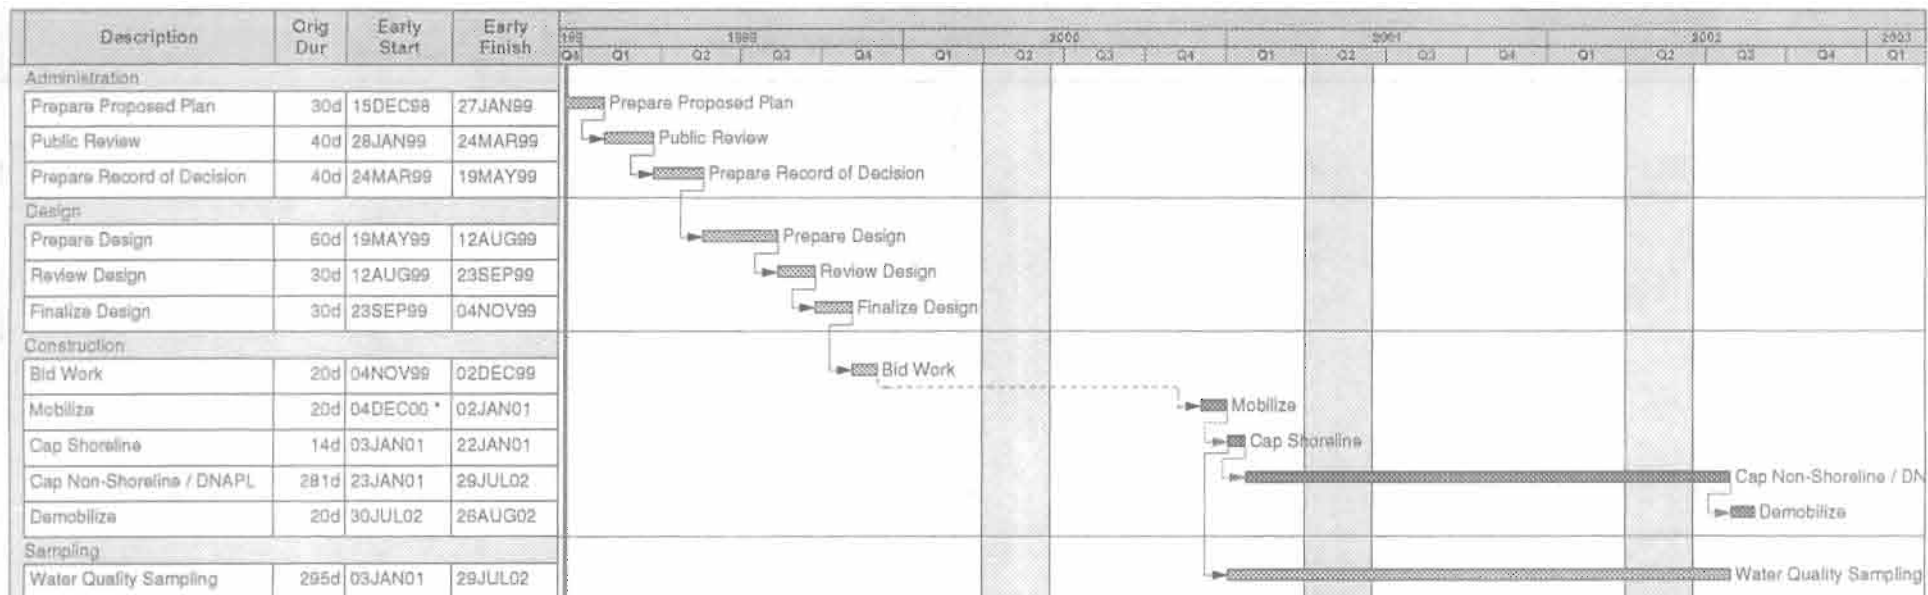 Description Orig Dur Early Start Early Finish
1999 2000 2001 2002 2003
Q4 Q1 Q2 Q3 Q4 Q1 Q2 Q3 Q4 Q1 Q2 Q3 Q4 Q1 Q2 Q3 Q4 Q1
Administration
Prepare Proposed Plan 30d 15DEC98 27JAN99 Prepare Proposed Plan
Public Review 40d 28JAN99 24MAR99 Public Review
Prepare Record of Decision 40d 24MAR99 19MAY99 Prepare Record of Decision
Design
Prepare Design 60d 19MAY99 12AUG99 Prepare Design
Review Design 30d 12AUG99 23SEP99 Review Design
Finalize Design 30d 23SEP99 04NOV99 Finalize Design
Construction
Bid Work 20d 04NOV99 02DEC99 Bid Work
Mobilize 20d 04DEC00 * 02JAN01 Mobilize
Cap Shoreline 14d 03JAN01 22JAN01 Cap Shoreline
Cap Non-Shoreline / DNAPL 281d 23JAN01 29JUL02 Cap Non-Shoreline / DN
Demobilize 20d 30JUL02 26AUG02 Demobilize
Sampling
Water Quality Sampling 295d 03JAN01 29JUL02 Water Quality Sampling